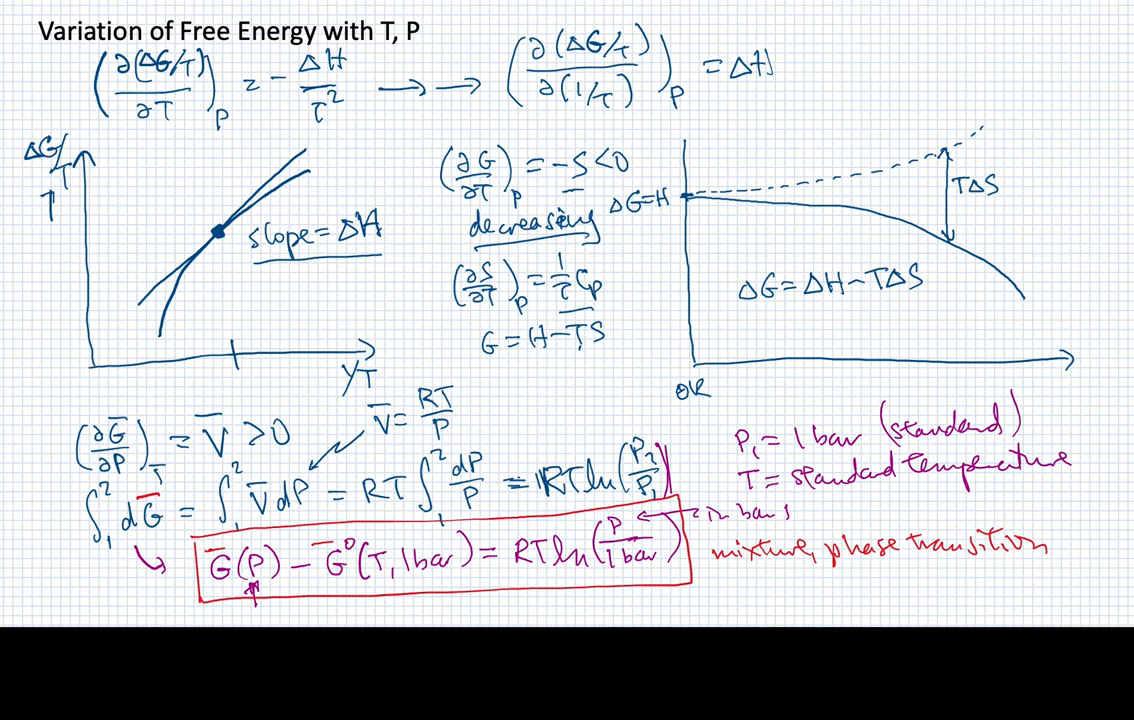 Variation of Free Energy with T, P
(∂(ΔG/T)/∂T)_P = - ΔH/T² → → (∂(ΔG/T)/∂(1/T))_P = ΔH
ΔG/T ↑
slope = ΔH
1/T
(∂G/∂T)_P = -S < 0
decreasing
(∂S/∂T)_P = 1/T C_P
G = H - TS
ΔG=H
TΔS
ΔG = ΔH - TΔS
0K
(∂G̅/∂P)_T = V̅ > 0
V̅ = RT/P
∫₁² dG̅ = ∫₁² V̅ dP = RT ∫₁² dP/P = RT ln(P₂/P₁)
P₁ = 1 bar (standard)
T = standard temperature
G̅(P) - G̅⁰(T, 1 bar) = RT ln(P/1 bar) ← in bars
mixture, phase transition